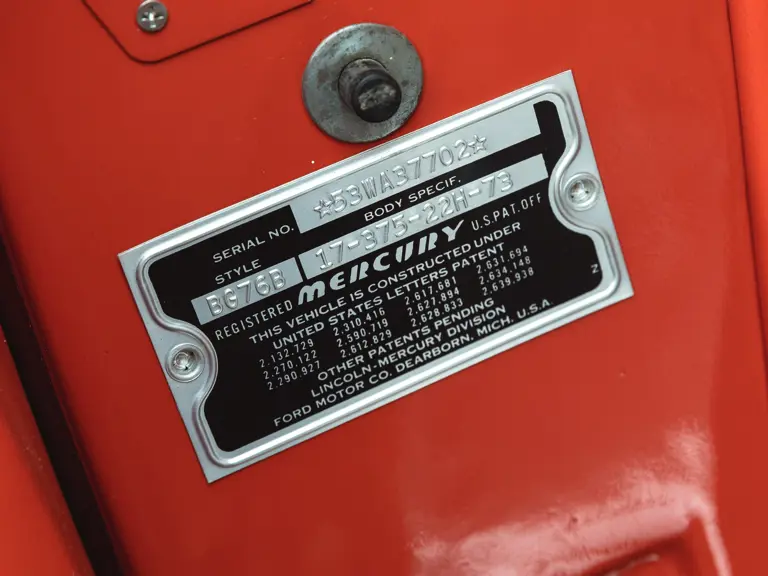 SERIAL NO. ☆53WA37702☆
STYLE BODY SPECIF.
BG76B 17-375-22H-73
REGISTERED MERCURY U.S.PAT.OFF
THIS VEHICLE IS CONSTRUCTED UNDER
UNITED STATES LETTERS PATENT
2.132.729 2.310.416 2.617.681 2.631.694
2.270.122 2.590.719 2.627.894 2.634.148
2.290.927 2.612.829 2.628.833 2.639.938
OTHER PATENTS PENDING
LINCOLN-MERCURY DIVISION
FORD MOTOR CO. DEARBORN, MICH. U.S.A.
N